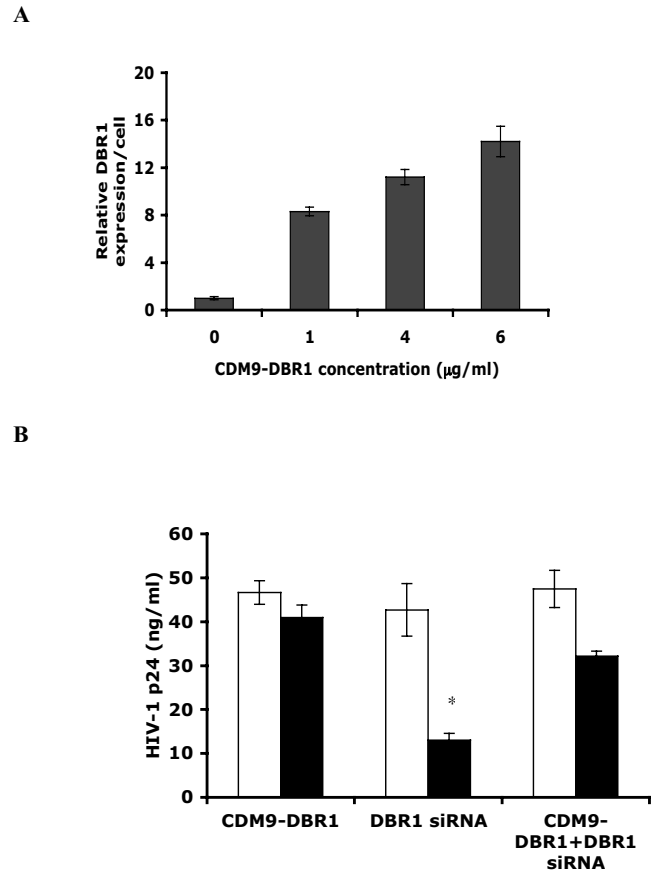 A
Relative DBR1
expression/cell
20
16
12
8
4
0
0 1 4 6
CDM9-DBR1 concentration (µg/ml)
B
HIV-1 p24 (ng/ml)
60
50
40
30
20
10
0
*
CDM9-DBR1 DBR1 siRNA CDM9-
DBR1+DBR1
siRNA